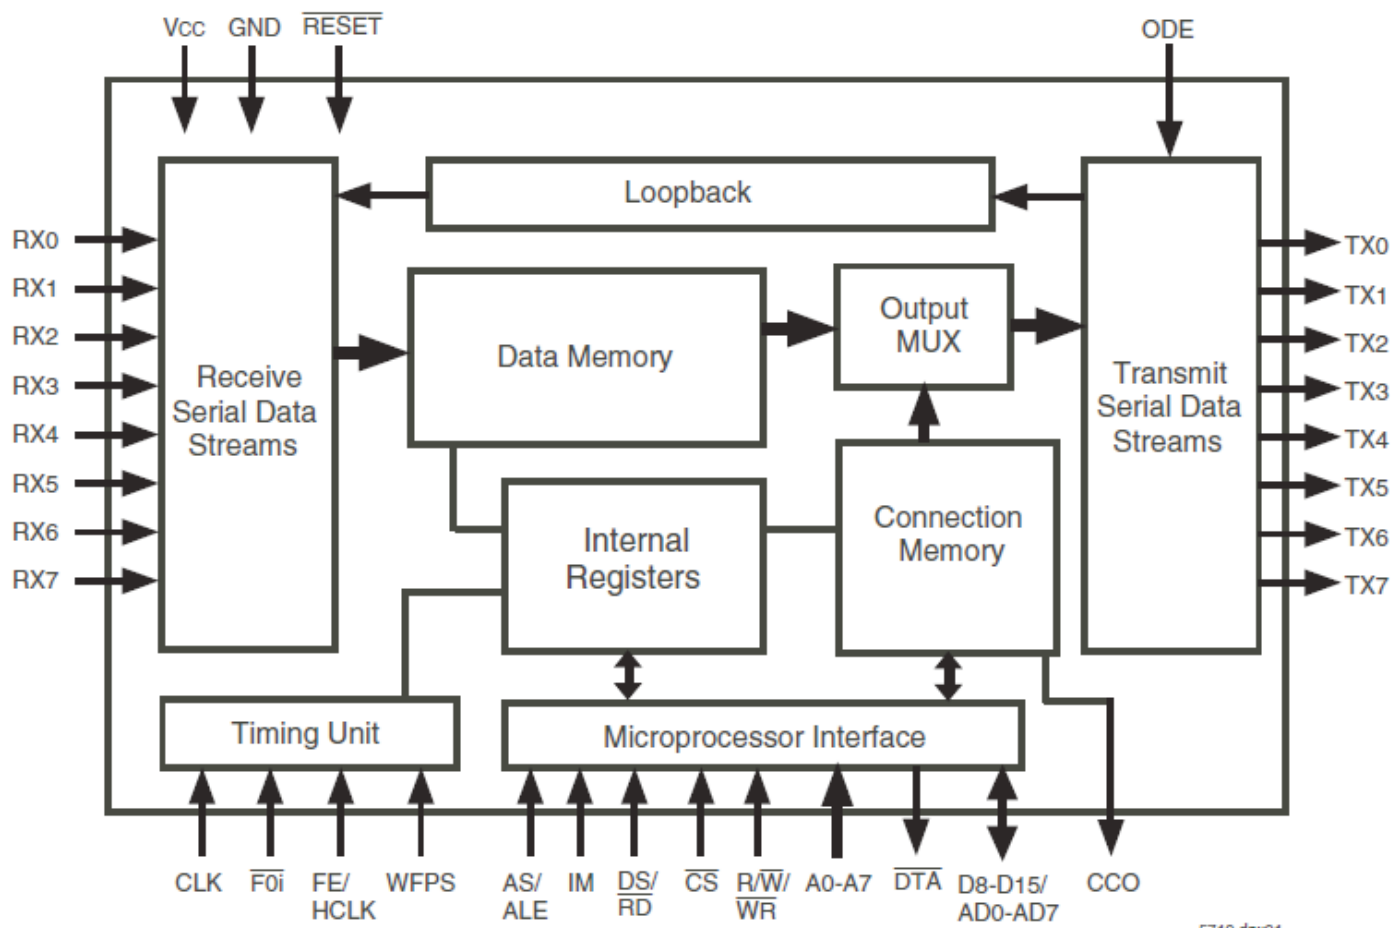 Vcc GND RESET ODE
Loopback
RX0
RX1
RX2
RX3
RX4
RX5
RX6
RX7
Receive
Serial Data
Streams
Data Memory
Output
MUX
Transmit
Serial Data
Streams
TX0
TX1
TX2
TX3
TX4
TX5
TX6
TX7
Internal
Registers
Connection
Memory
Timing Unit
Microprocessor Interface
CLK
F0i
FE/
HCLK
WFPS
AS/
ALE
IM
DS/
RD
CS
R/W/
WR
A0-A7
DTA
D8-D15/
AD0-AD7
CCO